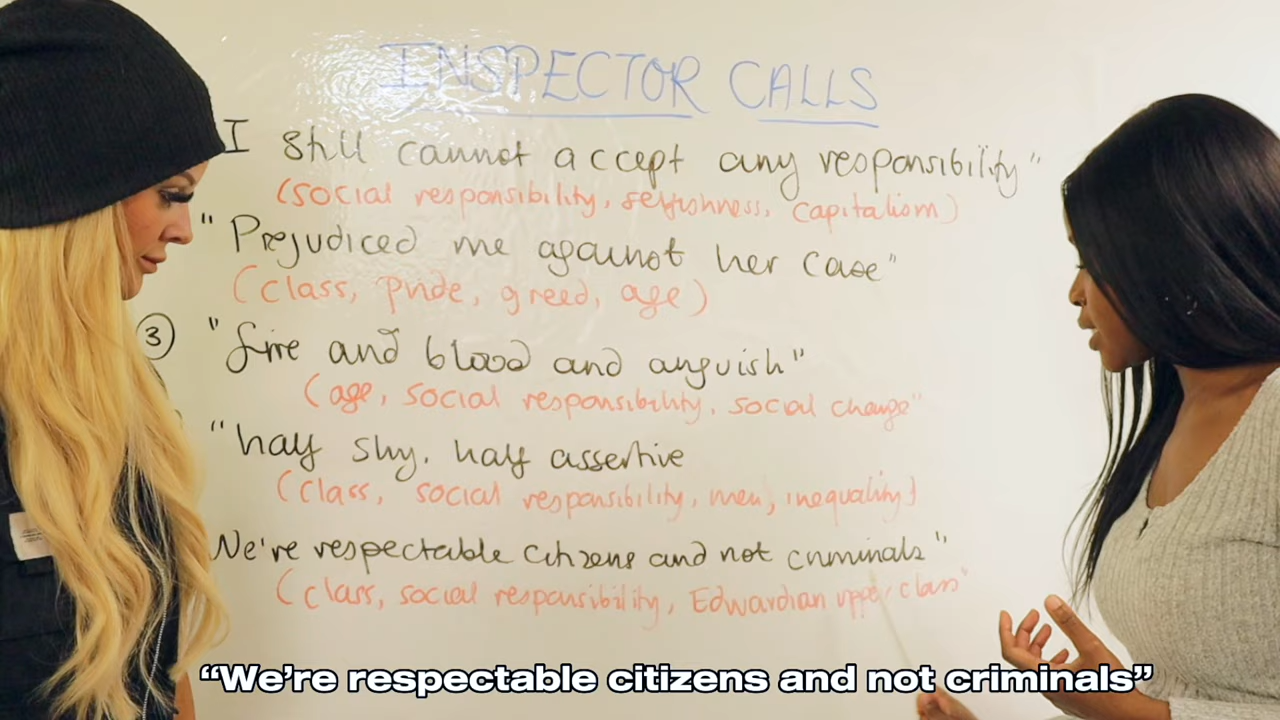 INSPECTOR CALLS
I still cannot accept any responsibility"
(social responsibility, selfishness, capitalism)
"Prejudiced me against her case"
(class, pride, greed, age)
3 "fire and blood and anguish"
(age, social responsibility, social change"
"half shy, half assertive
(class, social responsibility, men, inequality)
We're respectable citizens and not criminals"
(class, social responsibility, Edwardian upper class"
“We’re respectable citizens and not criminals”